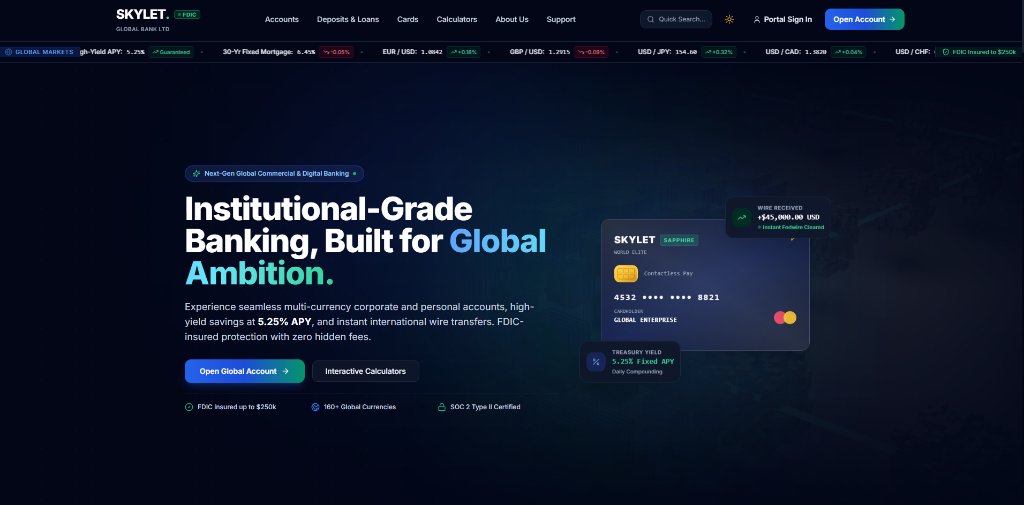 SKYLET. FDIC
GLOBAL BANK LTD
Accounts Deposits & Loans Cards Calculators About Us Support
Quick Search...
Portal Sign In
Open Account →
GLOBAL MARKETS
gh-Yield APY: 5.25% Guaranteed • 30-Yr Fixed Mortgage: 6.45% -0.05% • EUR / USD: 1.0842 +0.18% • GBP / USD: 1.2915 -0.09% • USD / JPY: 154.60 +0.32% • USD / CAD: 1.3820 +0.04% • USD / CHF:
FDIC Insured to $250k
Next-Gen Global Commercial & Digital Banking
Institutional-Grade
Banking, Built for Global
Ambition.
Experience seamless multi-currency corporate and personal accounts, high-
yield savings at 5.25% APY, and instant international wire transfers. FDIC-
insured protection with zero hidden fees.
Open Global Account →
Interactive Calculators
FDIC Insured up to $250k
160+ Global Currencies
SOC 2 Type II Certified
WIRE RECEIVED
+$45,000.00 USD
Instant Fedwire Cleared
SKYLET SAPPHIRE
WORLD ELITE
Contactless Pay
4532 •••• •••• 8821
CARDHOLDER
GLOBAL ENTERPRISE
TREASURY YIELD
5.25% Fixed APY
Daily Compounding